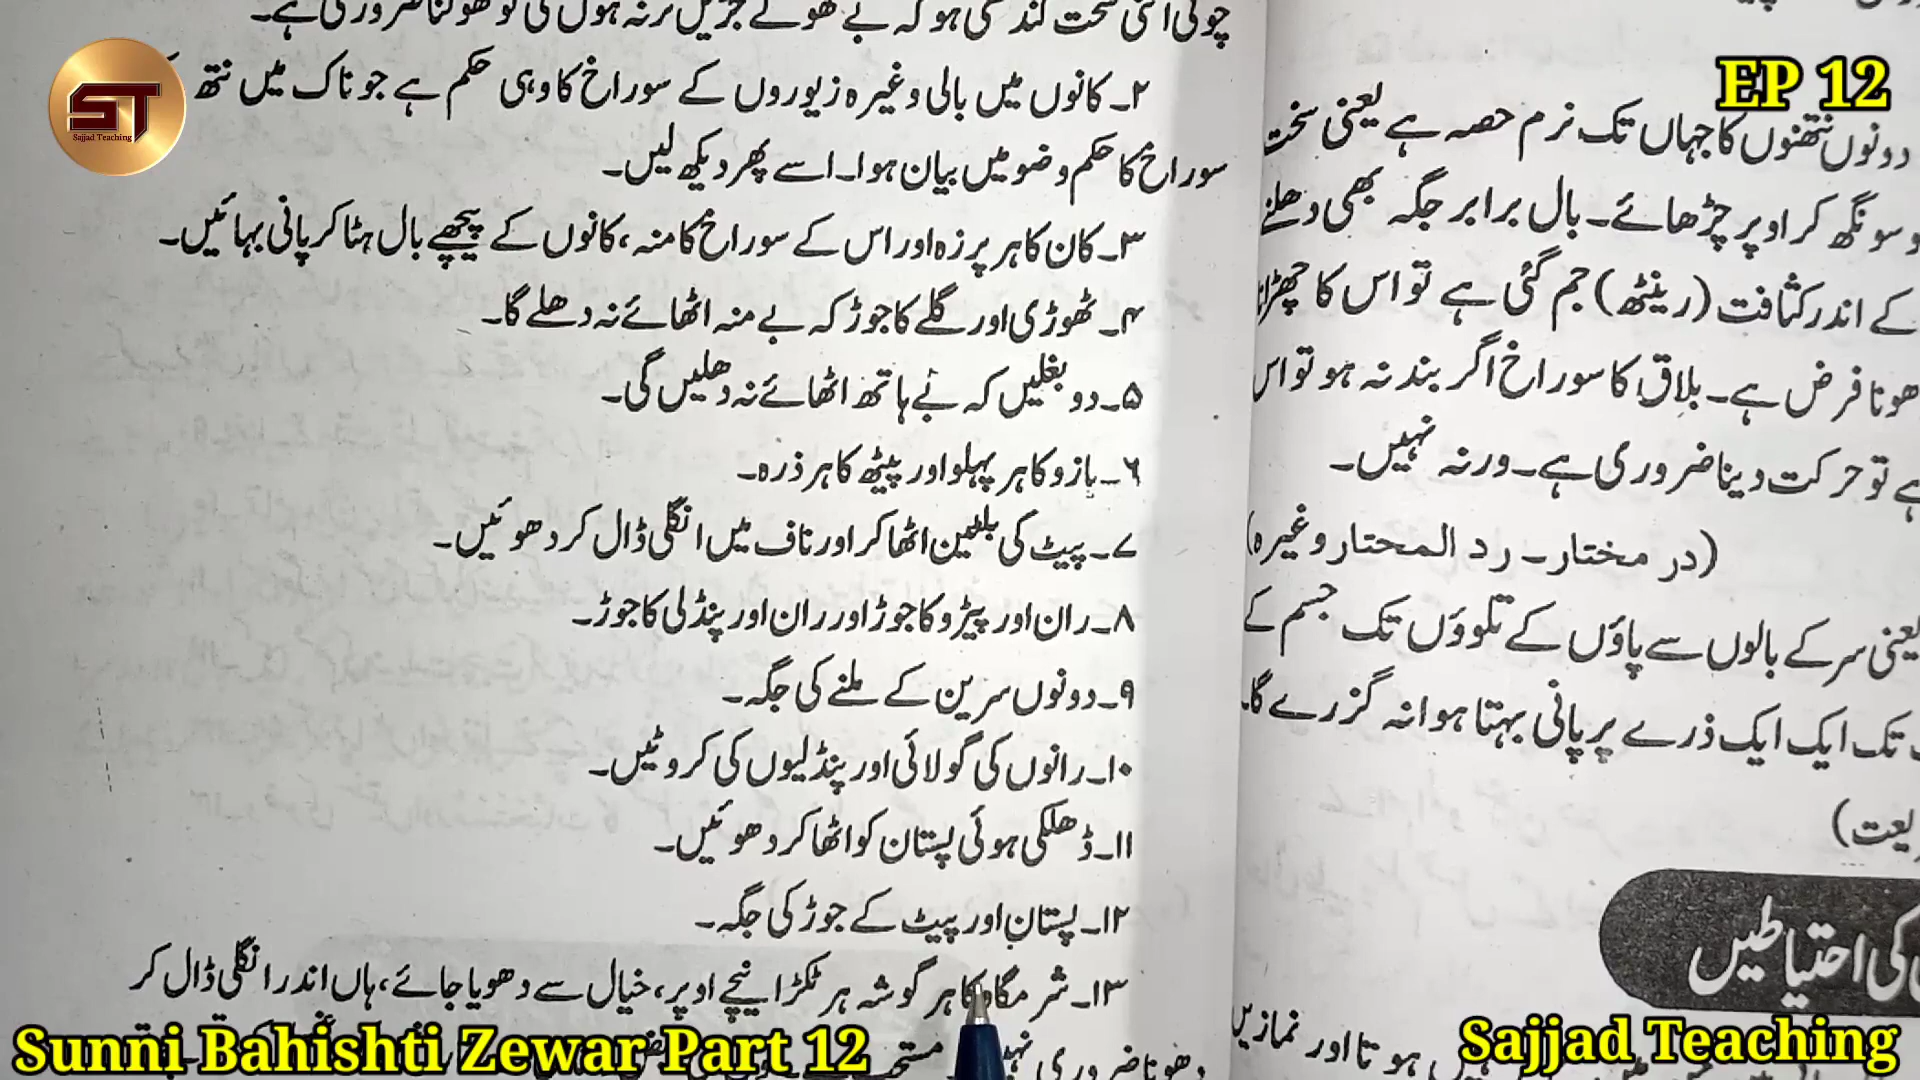 ST
Sajjad Teaching
EP 12
۲۔ کانوں میں بالی وغیرہ زیوروں کے سوراخ کا وہی حکم ہے جو ناک میں نتھ
سوراخ کا حکم وضو میں بیان ہوا۔ اسے پھر دیکھ لیں۔
۳۔ کان کا ہر پرزہ اور اس کے سوراخ کا منہ، کانوں کے پیچھے بال ہٹا کر پانی بہائیں۔
۴۔ ٹھوڑی اور گلے کا جوڑ کہ بے منہ اٹھائے نہ دھلے گا۔
۵۔ دو بغلیں کہ بے ہاتھ اٹھائے نہ دھلیں گی۔
۶۔ بازو کا ہر پہلو اور پیٹھ کا ہر ذرہ۔
۷۔ پیٹ کی بلٹین اٹھا کر اور ناف میں انگلی ڈال کر دھوئیں۔
۸۔ ران اور پیڑو کا جوڑ اور ران اور پنڈلی کا جوڑ۔
۹۔ دونوں سرین کے ملنے کی جگہ۔
۱۰۔ رانوں کی گولائی اور پنڈلیوں کی کروٹیں۔
۱۱۔ ڈھلکی ہوئی پستان کو اٹھا کر دھوئیں۔
۱۲۔ پستان اور پیٹ کے جوڑ کی جگہ۔
۱۳۔ شرمگاہ کا ہر گوشہ ہر ٹکڑا نیچے اوپر، خیال سے دھویا جائے، ہاں اندر انگلی ڈال کر
دونوں نتھنوں کا جہاں تک نرم حصہ ہے یعنی سخت
سونگھ کر اوپر چڑھائے۔ بال برابر جگہ بھی دھلنے
کے اندر کثافت (رینٹھ) جم گئی ہے تو اس کا چھڑانا
ھونا فرض ہے۔ بلاق کا سوراخ اگر بند نہ ہو تو اس
ہے تو حرکت دینا ضروری ہے۔ ورنہ نہیں۔
(در مختار۔ رد المحتار وغیرہ)
یعنی سر کے بالوں سے پاؤں کے تلووں تک جسم کے
تک ایک ایک ذرے پر پانی بہتا ہوا نہ گزرے گا۔
یعت)
کی احتیاطیں
ہوتا اور نمازیں
Sunni Bahishti Zewar Part 12
Sajjad Teaching